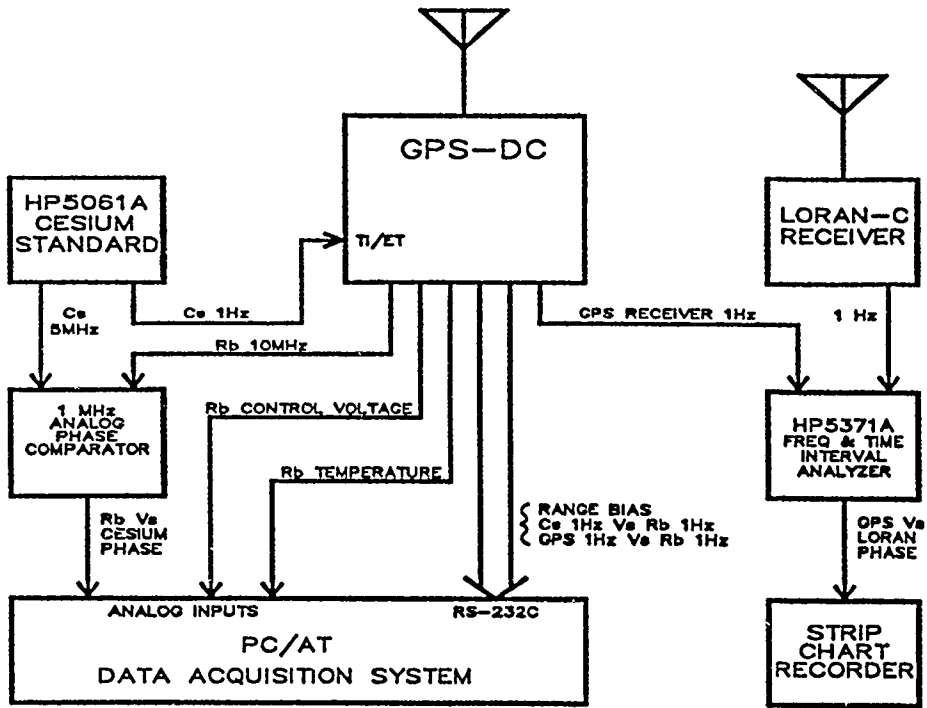 GPS-DC
HP5061A
CESIUM
STANDARD
LORAN-C
RECEIVER
TI/ET
Cs
5MHz
Cs 1Hz
GPS RECEIVER 1Hz
1 Hz
Rb 10MHz
1 MHz
ANALOG
PHASE
COMPARATOR
Rb CONTROL VOLTAGE
HP5371A
FREQ & TIME
INTERVAL
ANALYZER
Rb TEMPERATURE
Rb Vs
CESIUM
PHASE
RANGE BIAS
Cs 1Hz Vs Rb 1Hz
GPS 1Hz Vs Rb 1Hz
GPS Vs
LORAN
PHASE
ANALOG INPUTS
RS-232C
PC/AT
DATA ACQUISITION SYSTEM
STRIP
CHART
RECORDER